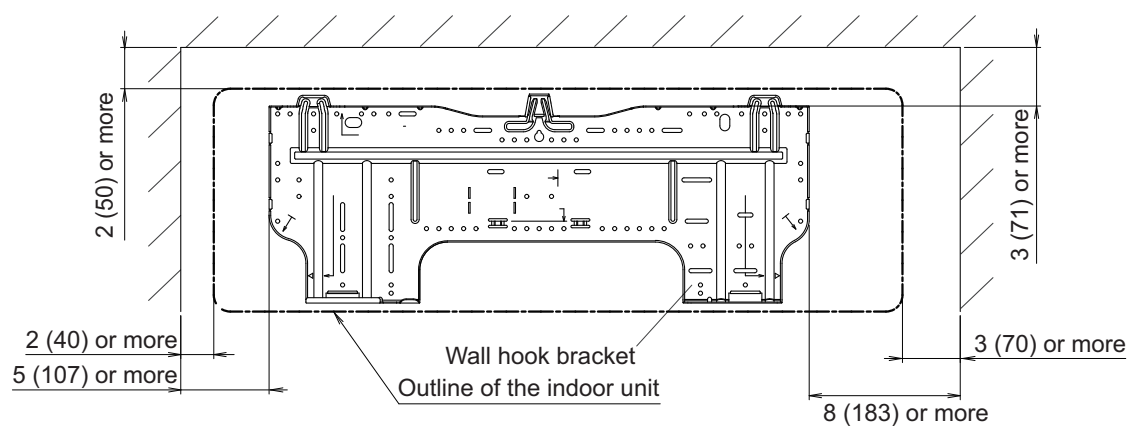 2 (50) or more
3 (71) or more
2 (40) or more
5 (107) or more
Wall hook bracket
Outline of the indoor unit
3 (70) or more
8 (183) or more